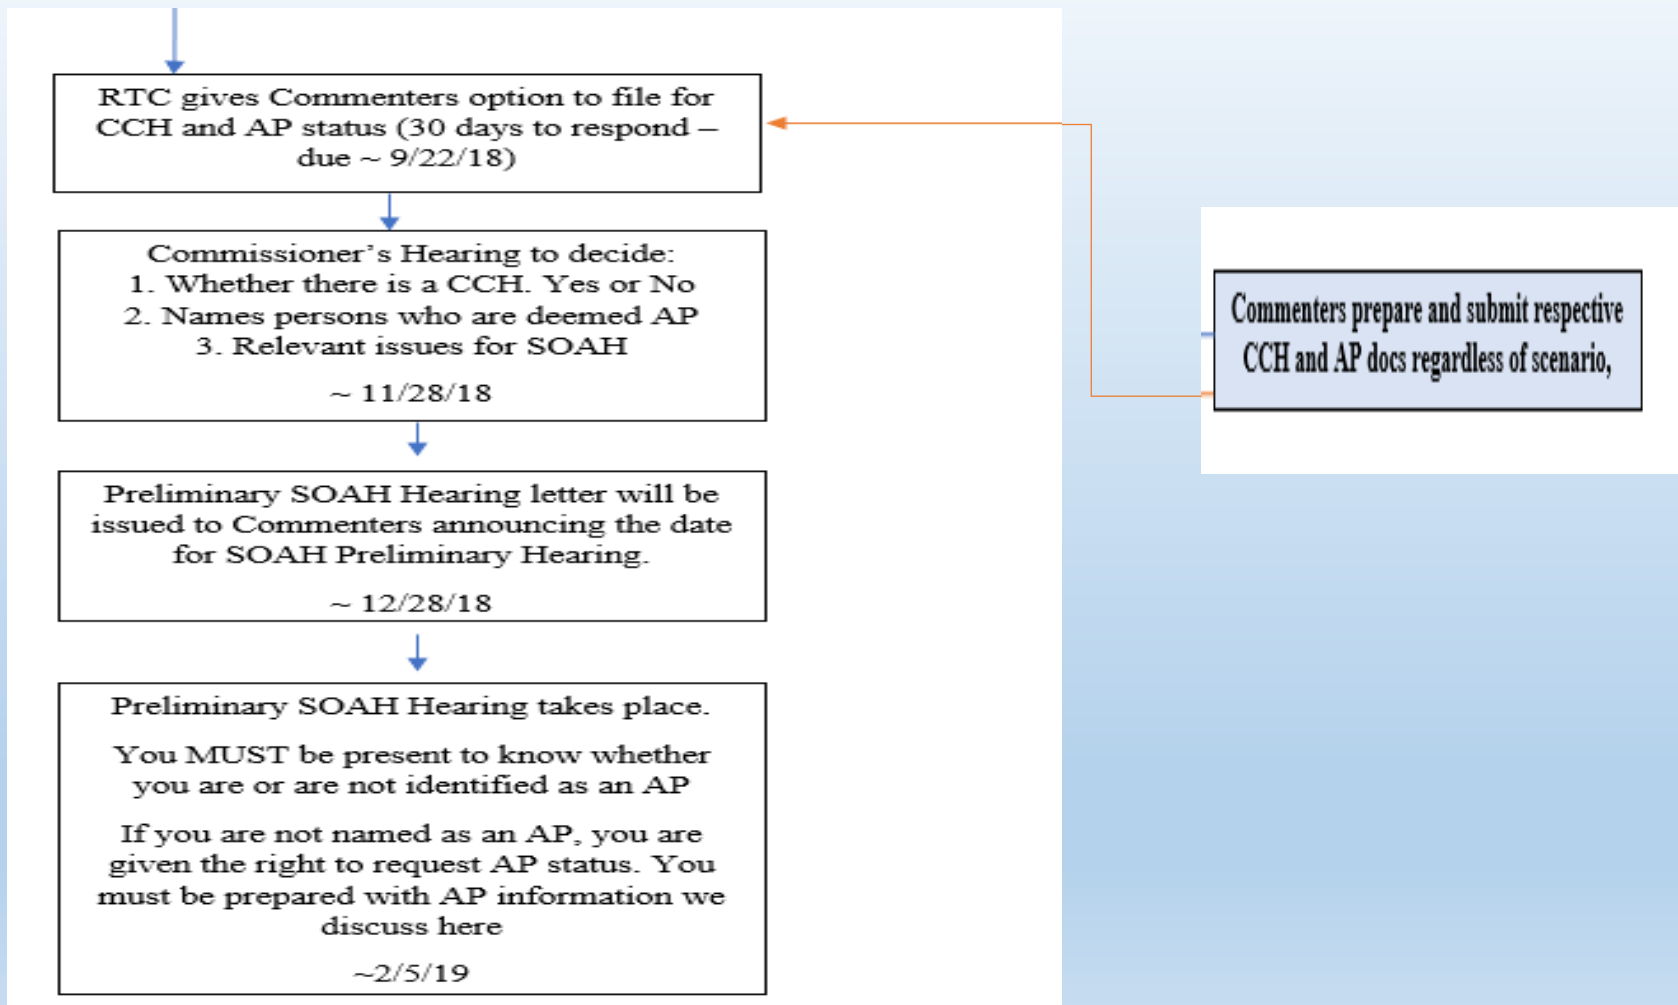 RTC gives Commenters option to file for
CCH and AP status (30 days to respond –
due ~ 9/22/18)
Commissioner’s Hearing to decide:
1. Whether there is a CCH. Yes or No
2. Names persons who are deemed AP
3. Relevant issues for SOAH
~ 11/28/18
Preliminary SOAH Hearing letter will be
issued to Commenters announcing the date
for SOAH Preliminary Hearing.
~ 12/28/18
Preliminary SOAH Hearing takes place.
You MUST be present to know whether
you are or are not identified as an AP
If you are not named as an AP, you are
given the right to request AP status. You
must be prepared with AP information we
discuss here
~2/5/19
Commenters prepare and submit respective
CCH and AP docs regardless of scenario,